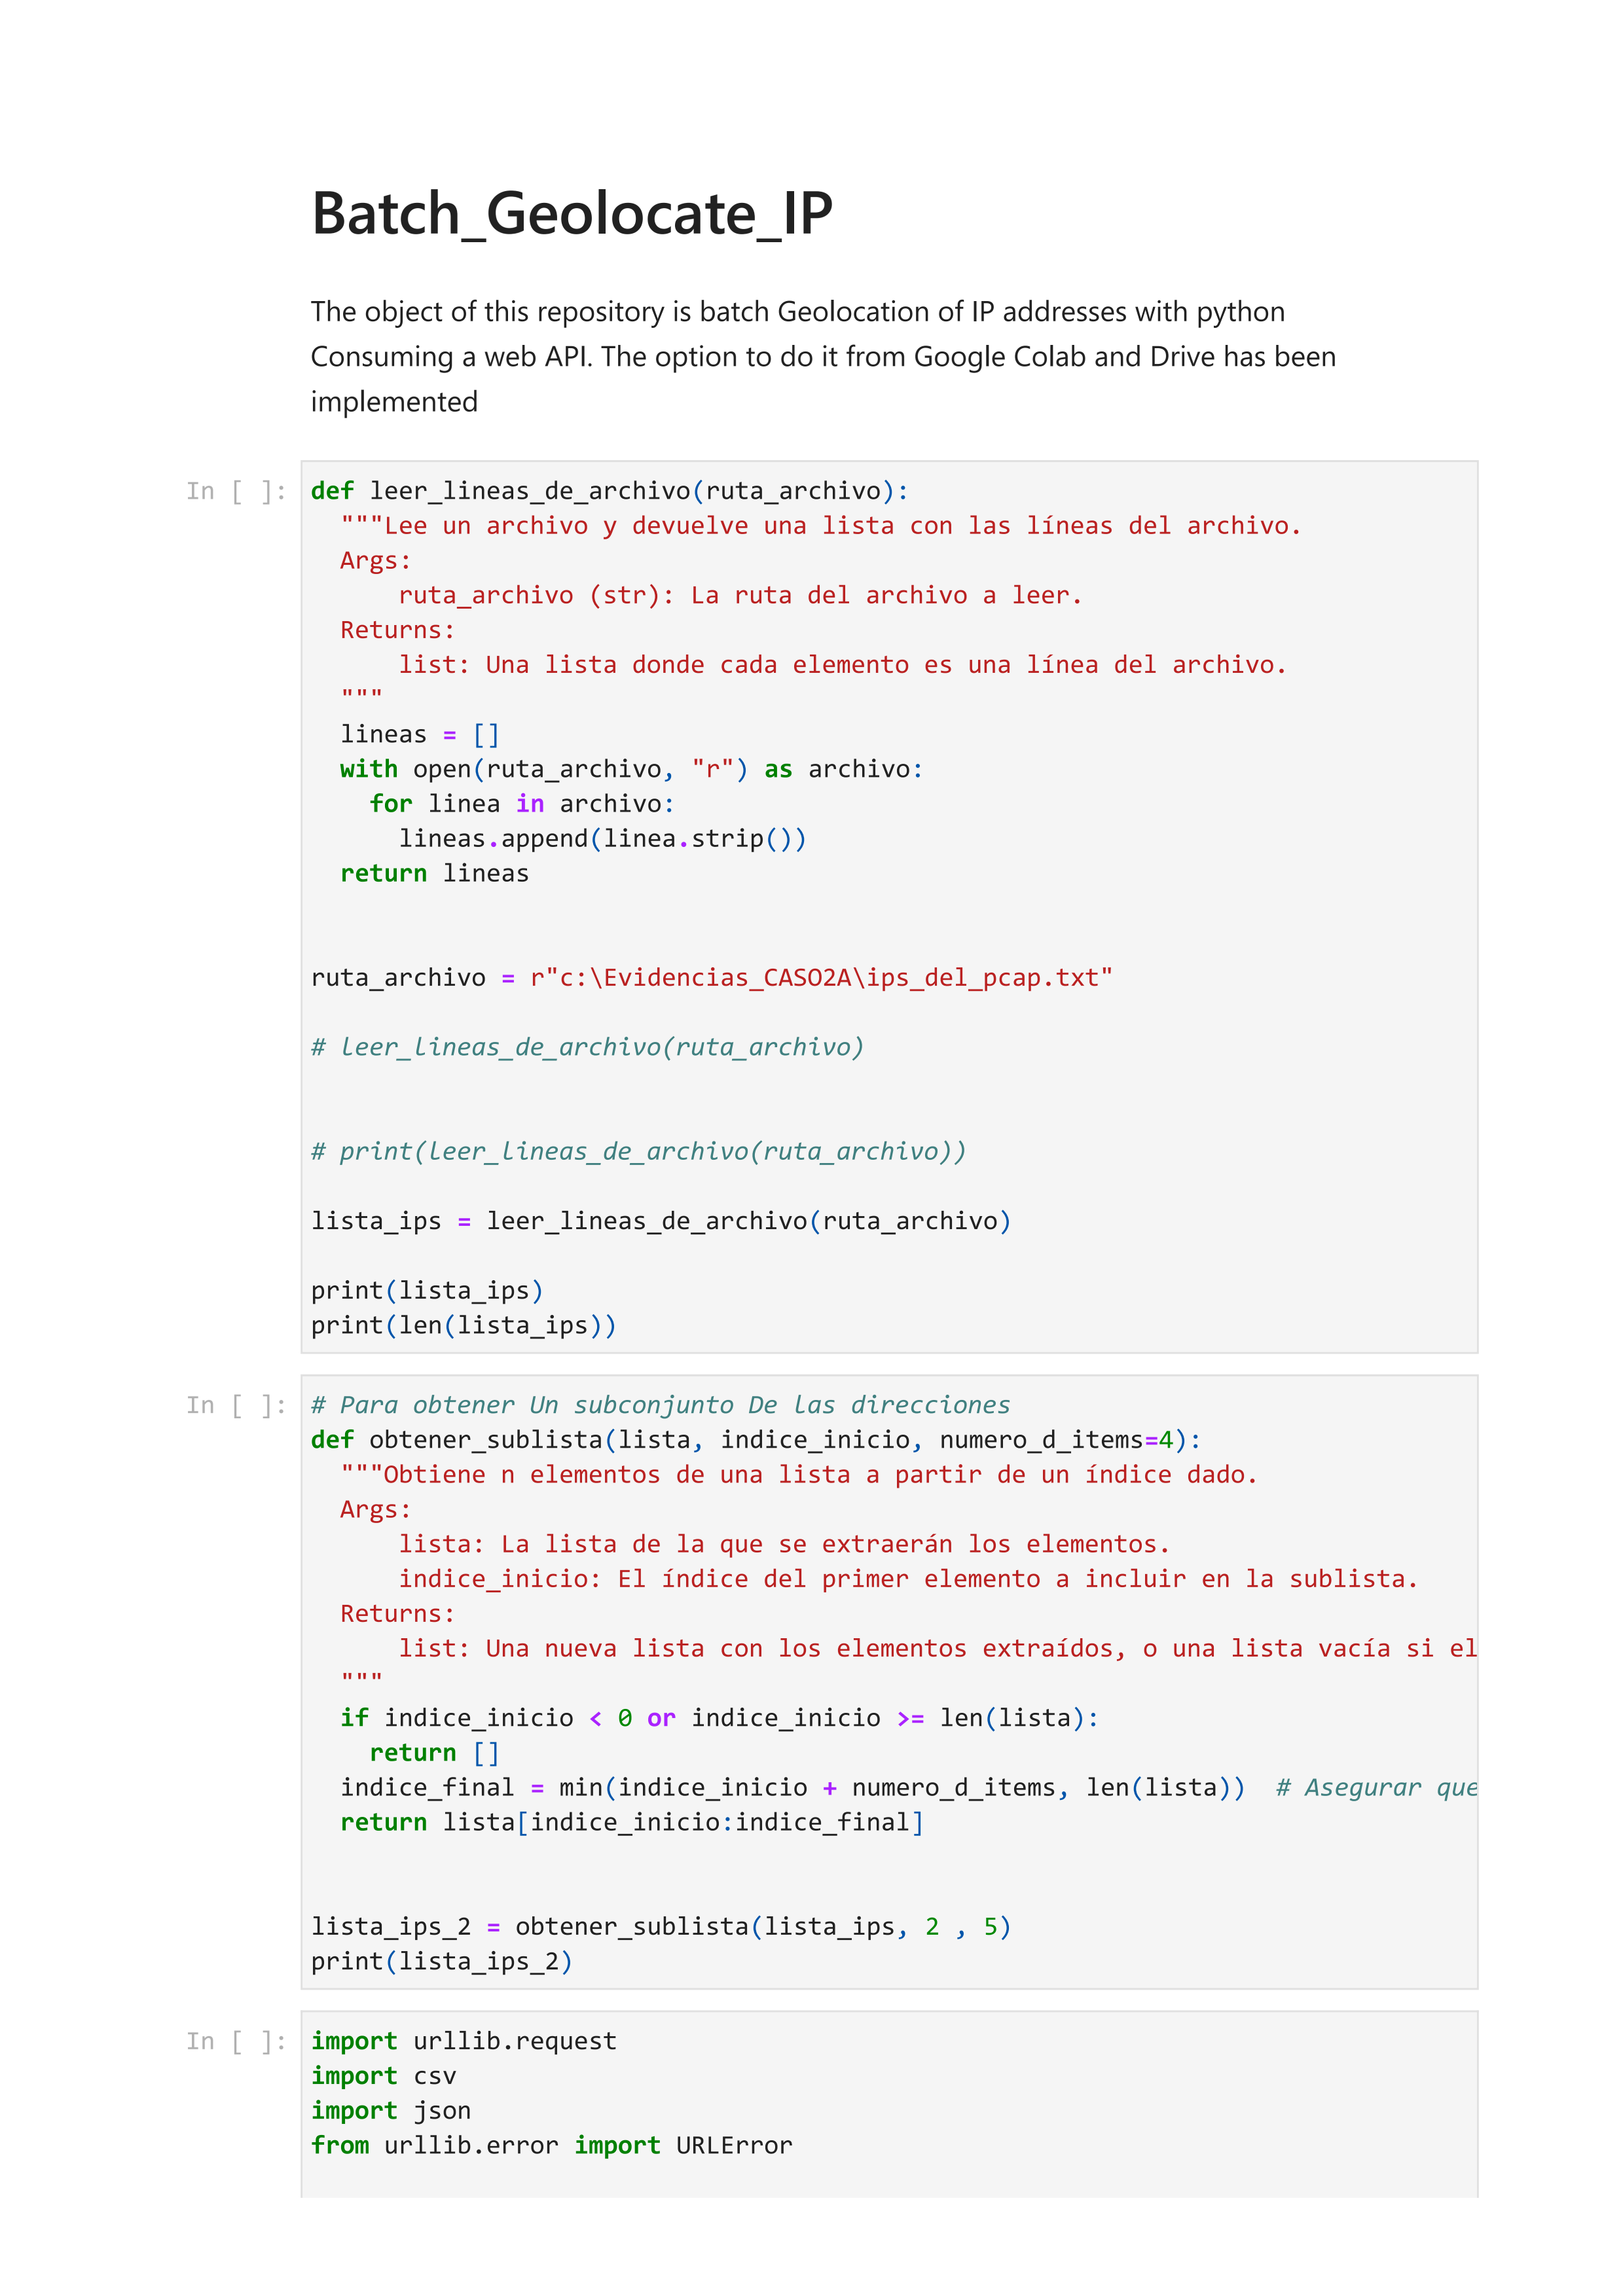 Batch_Geolocate_IP
The object of this repository is batch Geolocation of IP addresses with python
Consuming a web API. The option to do it from Google Colab and Drive has been
implemented
In [ ]:
def leer_lineas_de_archivo(ruta_archivo):
  """Lee un archivo y devuelve una lista con las líneas del archivo.
  Args:
      ruta_archivo (str): La ruta del archivo a leer.
  Returns:
      list: Una lista donde cada elemento es una línea del archivo.
  """
  lineas = []
  with open(ruta_archivo, "r") as archivo:
    for linea in archivo:
      lineas.append(linea.strip())
  return lineas
ruta_archivo = r"c:\Evidencias_CASO2A\ips_del_pcap.txt"
# leer_lineas_de_archivo(ruta_archivo)
# print(leer_lineas_de_archivo(ruta_archivo))
lista_ips = leer_lineas_de_archivo(ruta_archivo)
print(lista_ips)
print(len(lista_ips))
In [ ]:
# Para obtener Un subconjunto De las direcciones
def obtener_sublista(lista, indice_inicio, numero_d_items=4):
  """Obtiene n elementos de una lista a partir de un índice dado.
  Args:
      lista: La lista de la que se extraerán los elementos.
      indice_inicio: El índice del primer elemento a incluir en la sublista.
  Returns:
      list: Una nueva lista con los elementos extraídos, o una lista vacía si el
  """
  if indice_inicio < 0 or indice_inicio >= len(lista):
    return []
  indice_final = min(indice_inicio + numero_d_items, len(lista))  # Asegurar que
  return lista[indice_inicio:indice_final]
lista_ips_2 = obtener_sublista(lista_ips, 2 , 5)
print(lista_ips_2)
In [ ]:
import urllib.request
import csv
import json
from urllib.error import URLError